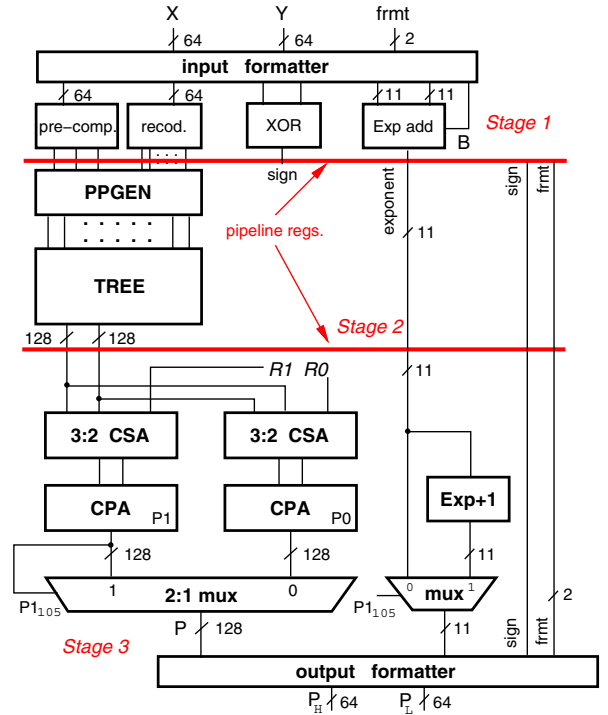 X Y frmt
64 64 2
input formatter
64 64 11 11
pre-comp. recod. XOR Exp add
B
Stage 1
sign
PPGEN
exponent
sign
frmt
pipeline regs.
11
TREE
Stage 2
128 128
R1 R0
11
3:2 CSA 3:2 CSA
CPA P1 CPA P0
Exp+1
128 128 11
1 2:1 mux 0
0 mux 1
P1105
P1105
2
P 128 11
sign
frmt
Stage 3
output formatter
PH 64 PL 64